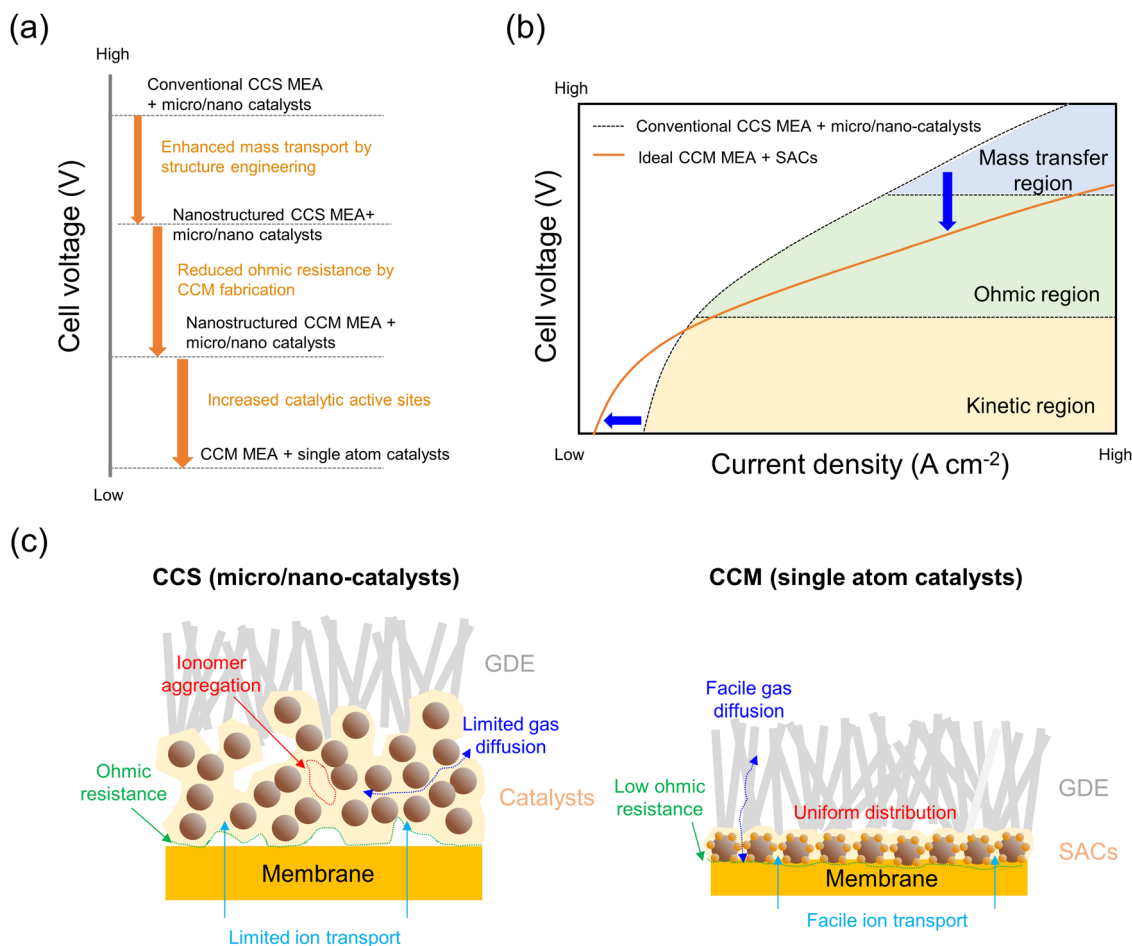 (a)
High
Cell voltage (V)
Conventional CCS MEA
+ micro/nano catalysts
Enhanced mass transport by
structure engineering
Nanostructured CCS MEA+
micro/nano catalysts
Reduced ohmic resistance by
CCM fabrication
Nanostructured CCM MEA +
micro/nano catalysts
Increased catalytic active sites
CCM MEA + single atom catalysts
Low
(b)
High
Cell voltage (V)
Conventional CCS MEA + micro/nano-catalysts
Ideal CCM MEA + SACs
Mass transfer
region
Ohmic region
Kinetic region
Low
Current density (A cm⁻²)
High
(c)
CCS (micro/nano-catalysts)
GDE
Ionomer
aggregation
Limited gas
diffusion
Ohmic
resistance
Catalysts
Membrane
Limited ion transport
CCM (single atom catalysts)
Facile gas
diffusion
GDE
Low ohmic
resistance
Uniform distribution
SACs
Membrane
Facile ion transport